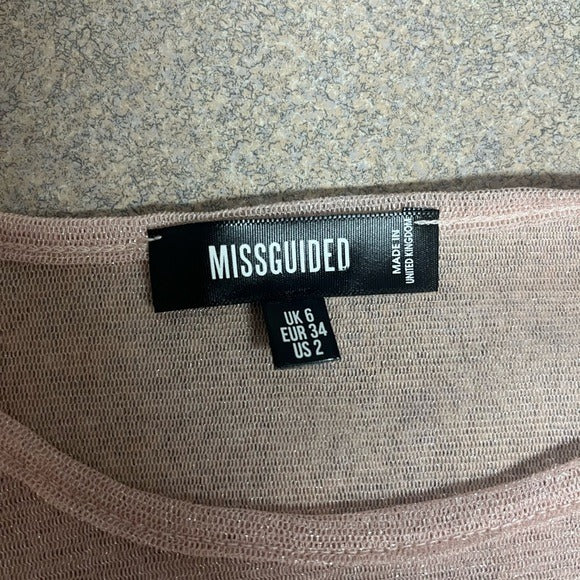 MISSGUIDED
MADE IN
UNITED KINGDOM
UK 6
EUR 34
US 2